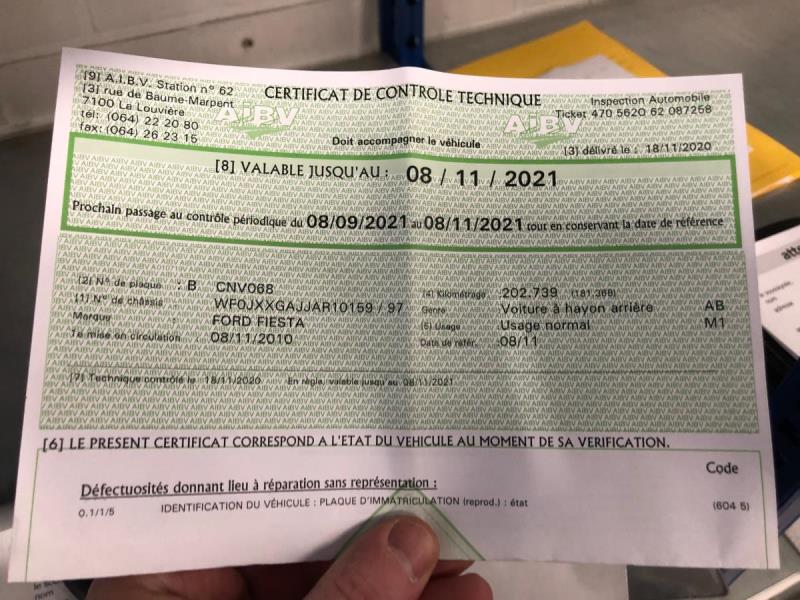 [9] A.I.B.V. Station n° 62
[3] rue de Baume-Marpent
7100 Le Louvière
tél: (064) 22 20 80
fax: (064) 26 23 15
CERTIFICAT DE CONTROLE TECHNIQUE
AIBV
AIBV
Doit accompagner le véhicule
Inspection Automobile
Ticket 470 5620 62 087258
[3] délivré le : 18/11/2020
[8] VALABLE JUSQU'AU : 08 / 11 / 2021
Prochain passage au contrôle périodique du 08/09/2021 au 08/11/2021 tout en conservant la date de référence
[2] N° de plaque : B CNV068
[1] N° de châssis WF0JXXGAJJAR10159 / 97
Marque : FORD FIESTA
1e mise en circulation : 08/11/2010
[4] Kilométrage : 202.739 (181.368)
Genre : Voiture à hayon arrière AB
[5] Usage : Usage normal M1
Date de référ. : 08/11
[7] Technique contrôlé le 18/11/2020 En règle, valable jusqu au 08/11/2021
[6] LE PRESENT CERTIFICAT CORRESPOND A L'ETAT DU VEHICULE AU MOMENT DE SA VERIFICATION.
Code
Défectuosités donnant lieu à réparation sans représentation :
0.1/1/5 IDENTIFICATION DU VÉHICULE : PLAQUE D'IMMATRICULATION (reprod.) : état (604 5)